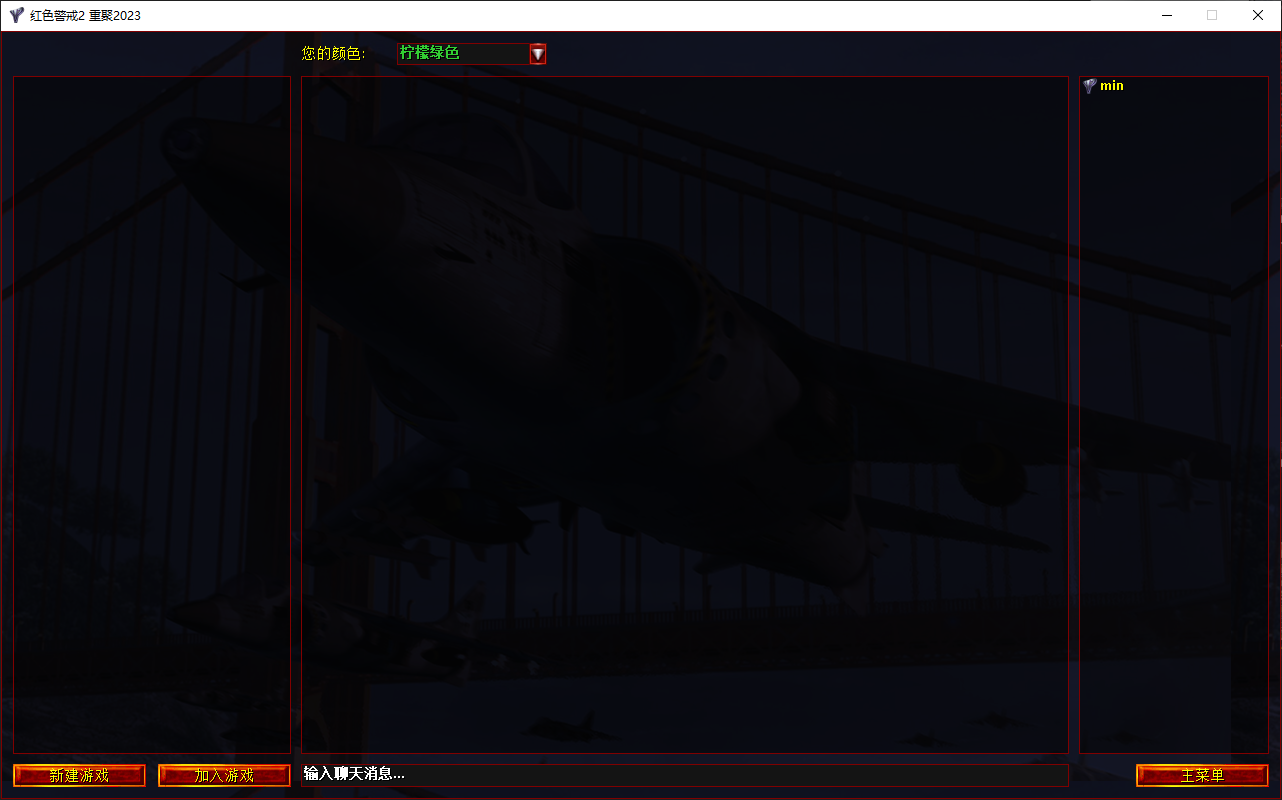 红色警戒2 重聚2023
您的颜色:
柠檬绿色
min
新建游戏
加入游戏
输入聊天消息...
主菜单